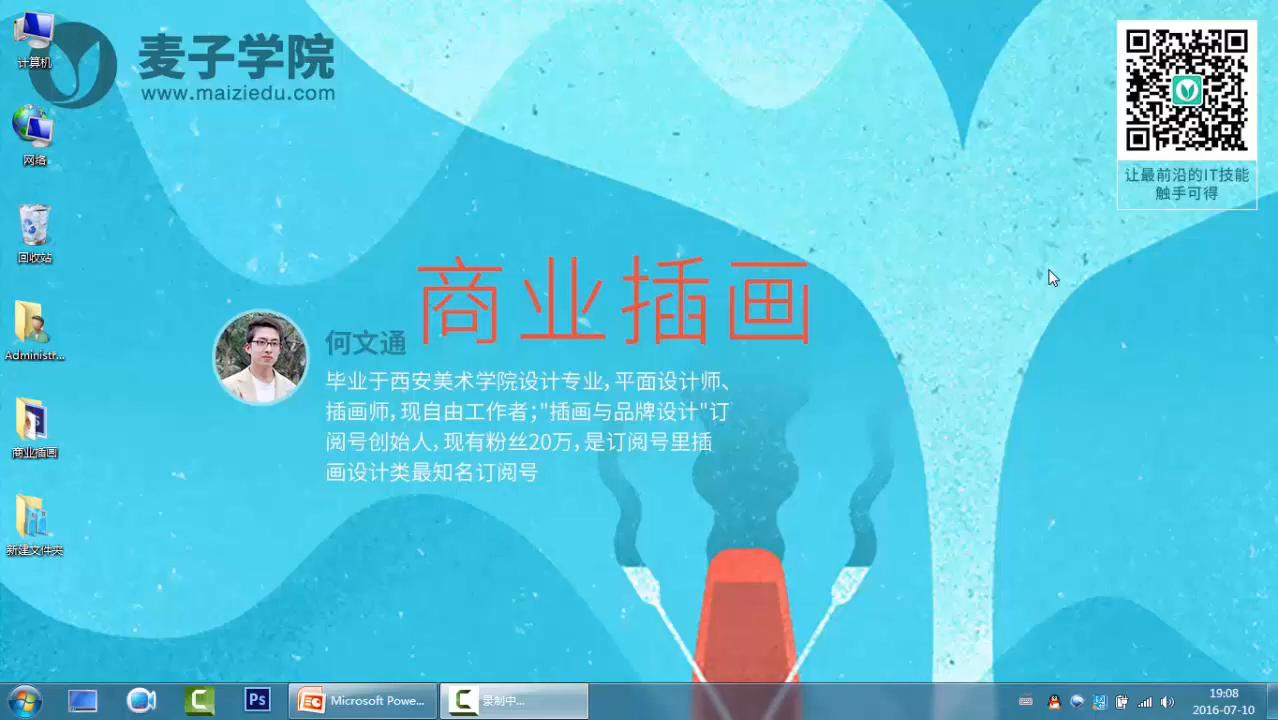 麦子学院
www.maiziedu.com
让最前沿的IT技能
触手可得
商业插画
何文通
毕业于西安美术学院设计专业，平面设计师、
插画师，现自由工作者；"插画与品牌设计"订
阅号创始人，现有粉丝20万，是订阅号里插
画设计类最知名订阅号
计算机
网络
回收站
Administr...
商业插画
新建文件夹
Ps
Microsoft Powe...
录制中...
19:08
2016-07-10